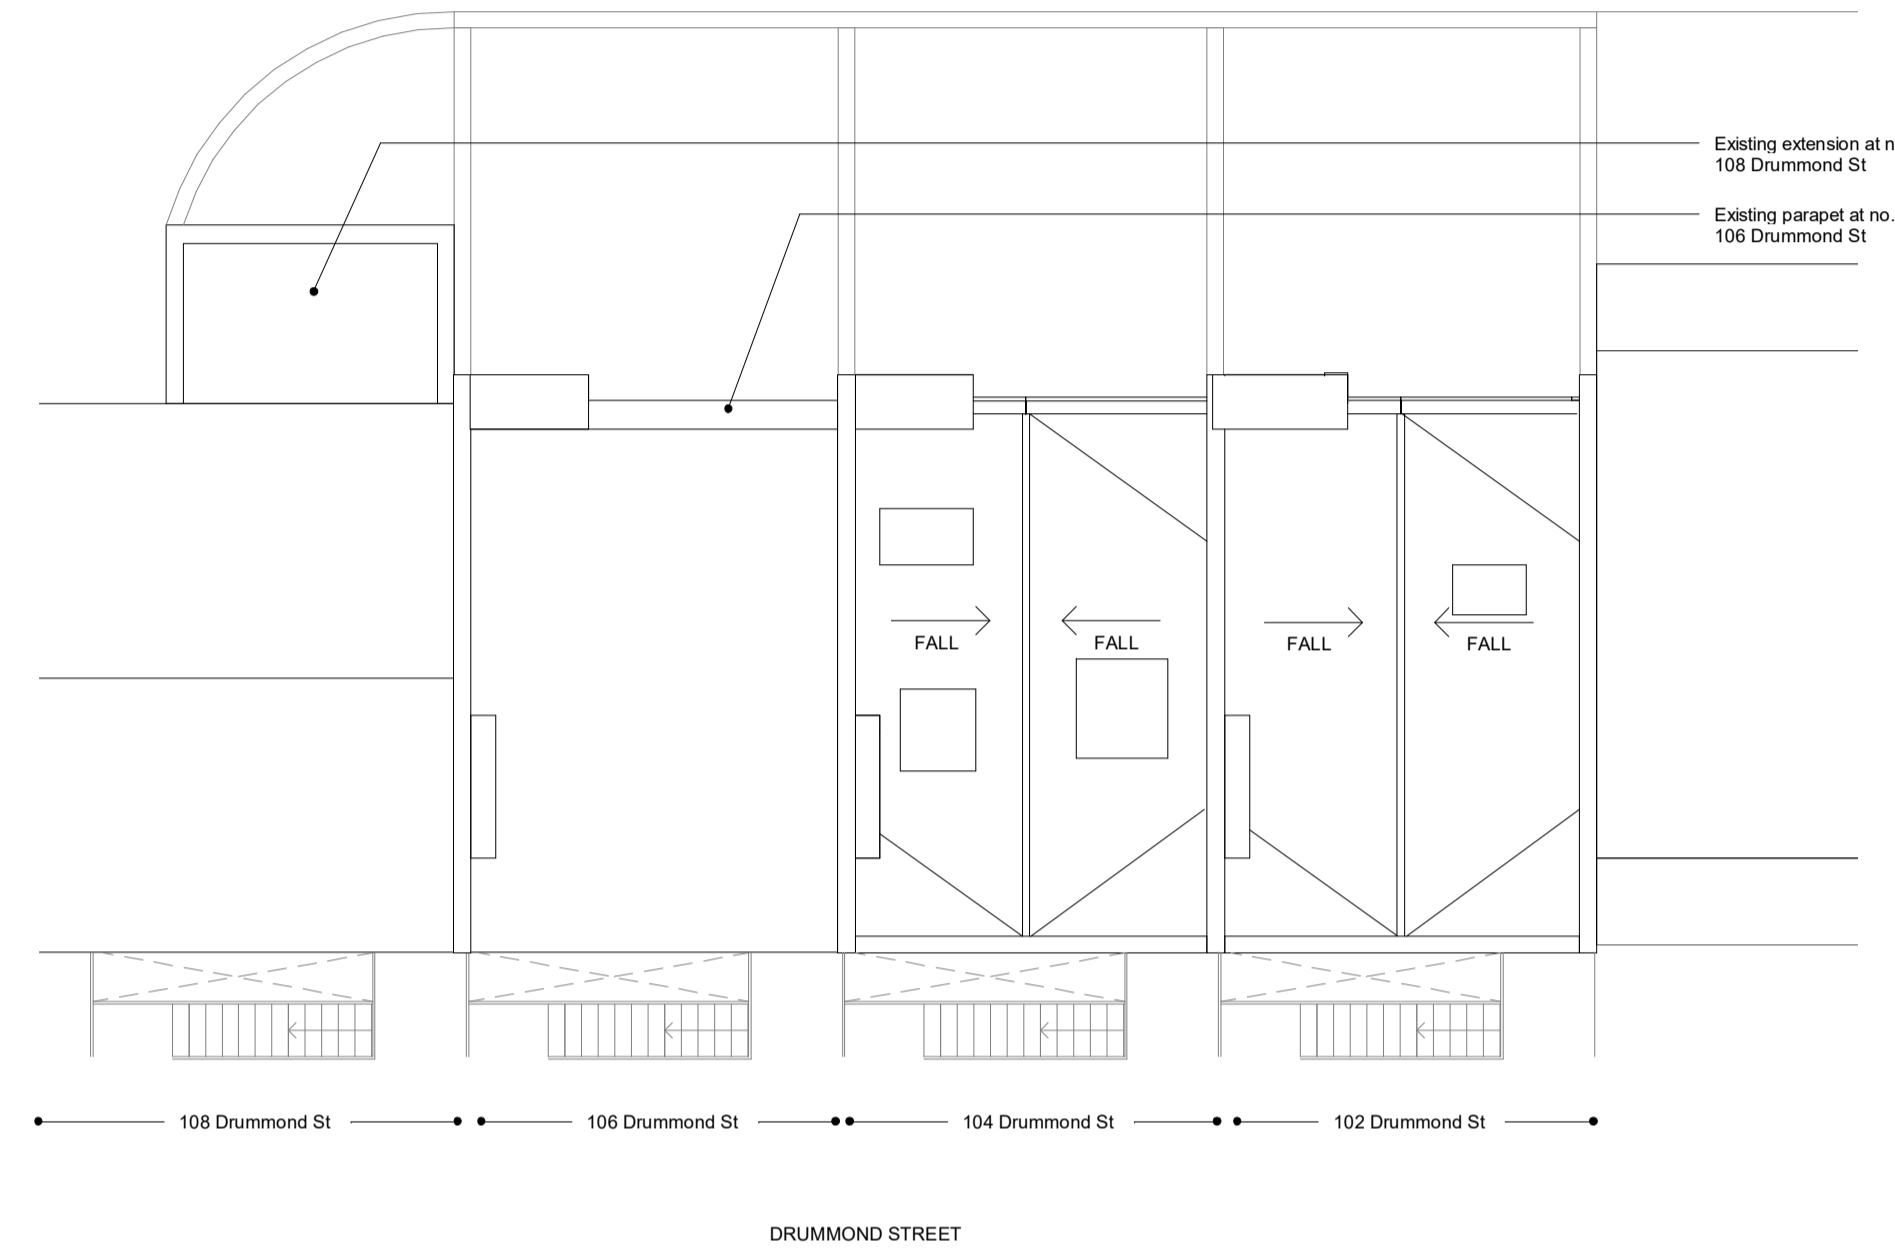 Existing extension at n
108 Drummond St
Existing parapet at no.
106 Drummond St
FALL FALL FALL FALL
108 Drummond St 106 Drummond St 104 Drummond St 102 Drummond St
DRUMMOND STREET